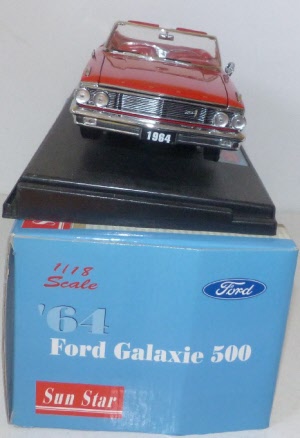 1964
1/18
Scale
Ford
'64
Ford Galaxie 500
Sun Star